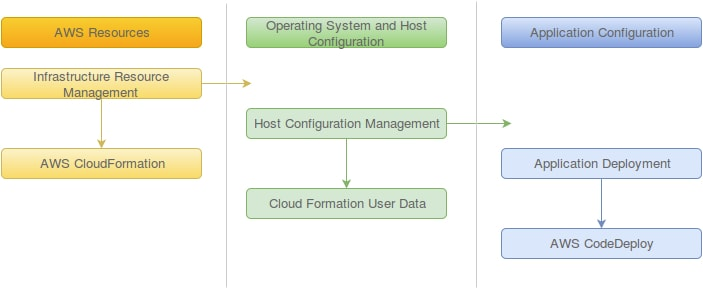 AWS Resources
Operating System and Host
Configuration
Application Configuration
Infrastructure Resource
Management
Host Configuration Management
AWS CloudFormation
Application Deployment
Cloud Formation User Data
AWS CodeDeploy